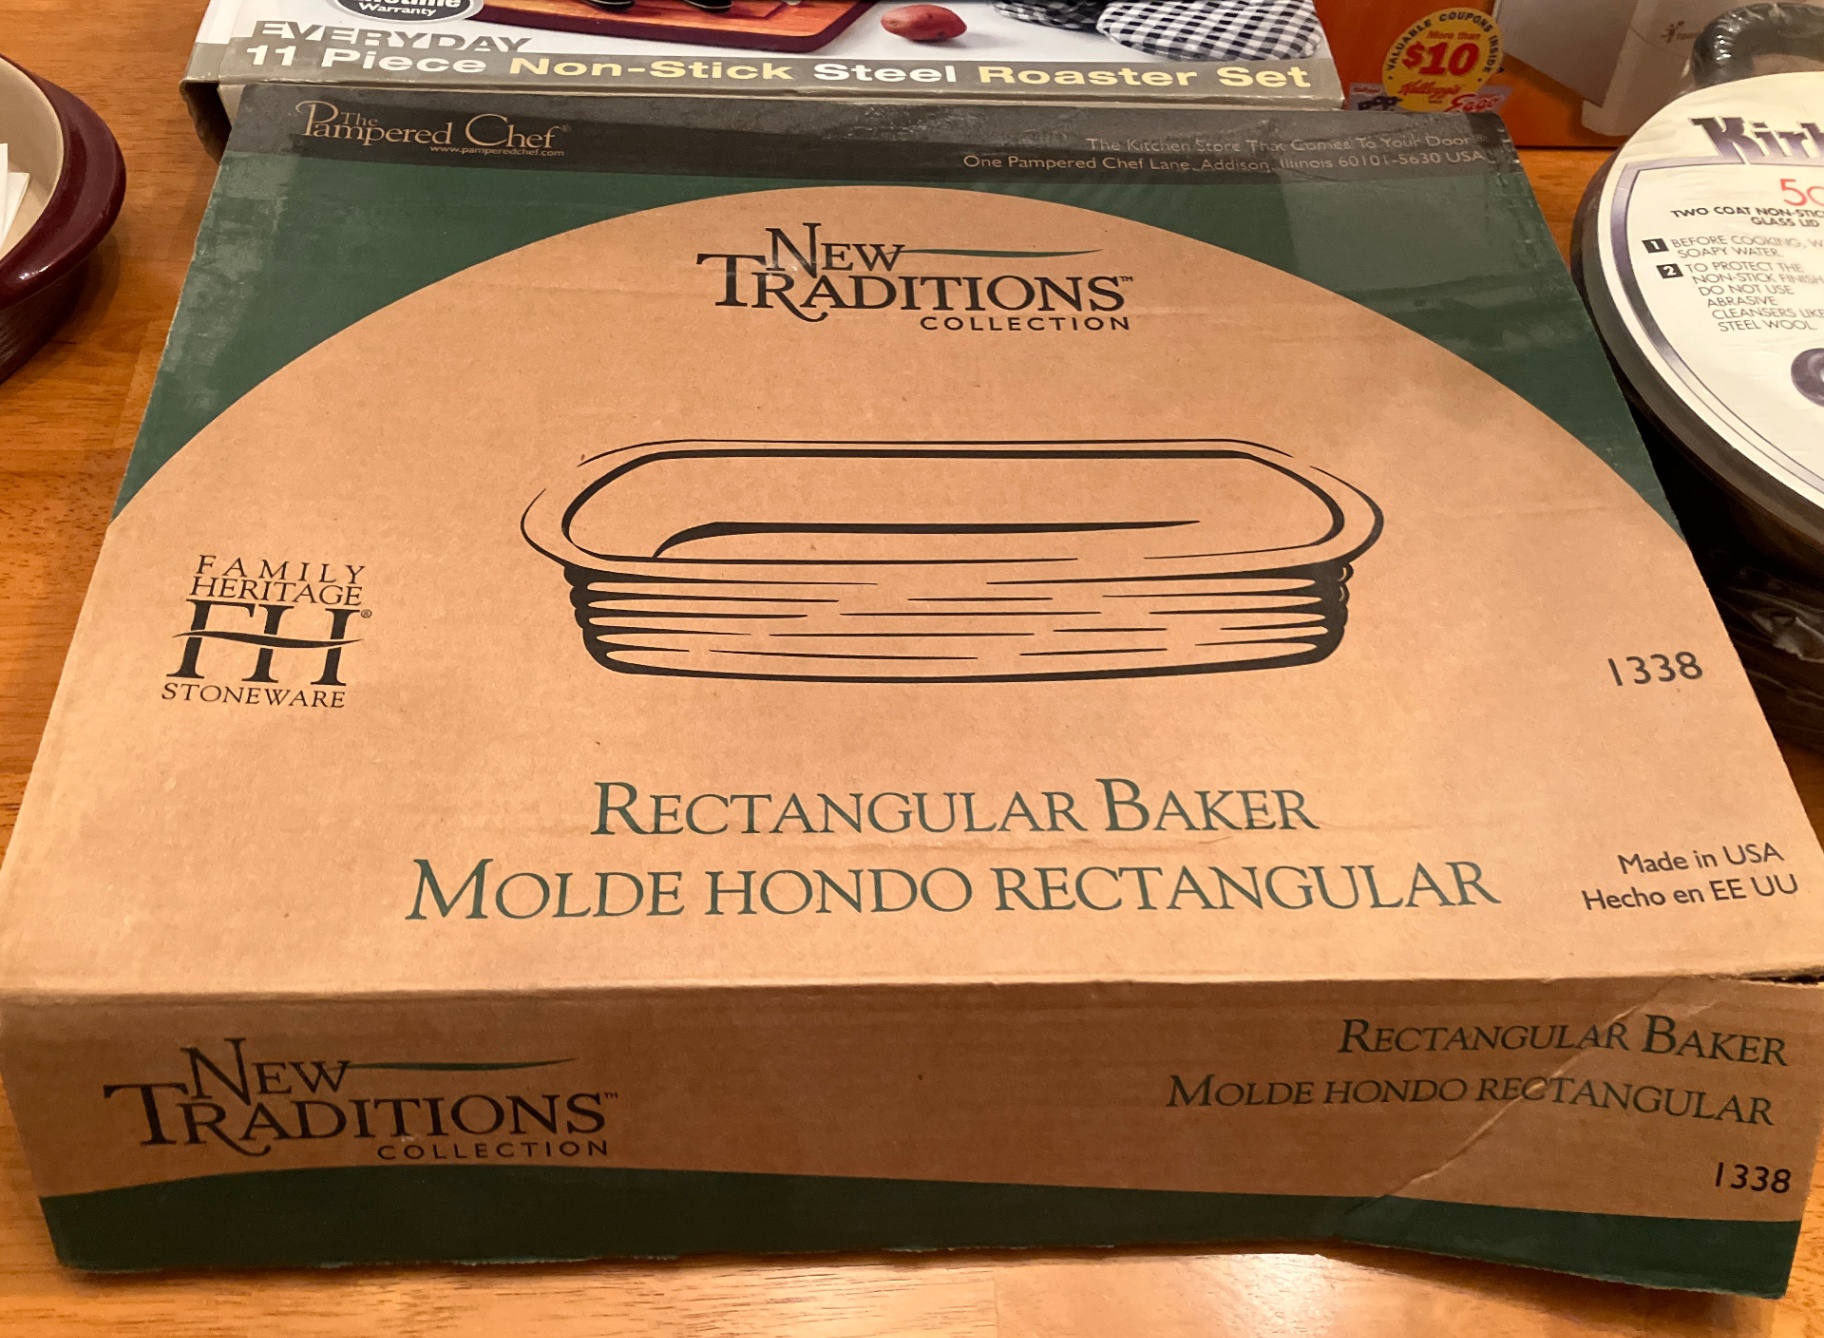 Warranty
EVERYDAY
11 Piece Non-Stick Steel Roaster Set
VALUABLE COUPONS INSIDE
More than
$10
Kellogg's
Eggo
The
Pampered Chef®
www.pamperedchef.com
The Kitchen Store That Comes To Your Door
One Pampered Chef Lane, Addison, Illinois 60101-5630 USA
NEW
TRADITIONS™
COLLECTION
FAMILY
HERITAGE
FH®
STONEWARE
1338
RECTANGULAR BAKER
MOLDE HONDO RECTANGULAR
Made in USA
Hecho en EE UU
NEW
TRADITIONS™
COLLECTION
RECTANGULAR BAKER
MOLDE HONDO RECTANGULAR
1338
TWO COAT NON-STIC
GLASS LID
1 BEFORE COOKING, W
SOAPY WATER.
2 TO PROTECT THE
NON-STICK FINISH
DO NOT USE
ABRASIVE
CLEANSERS LIKE
STEEL WOOL.